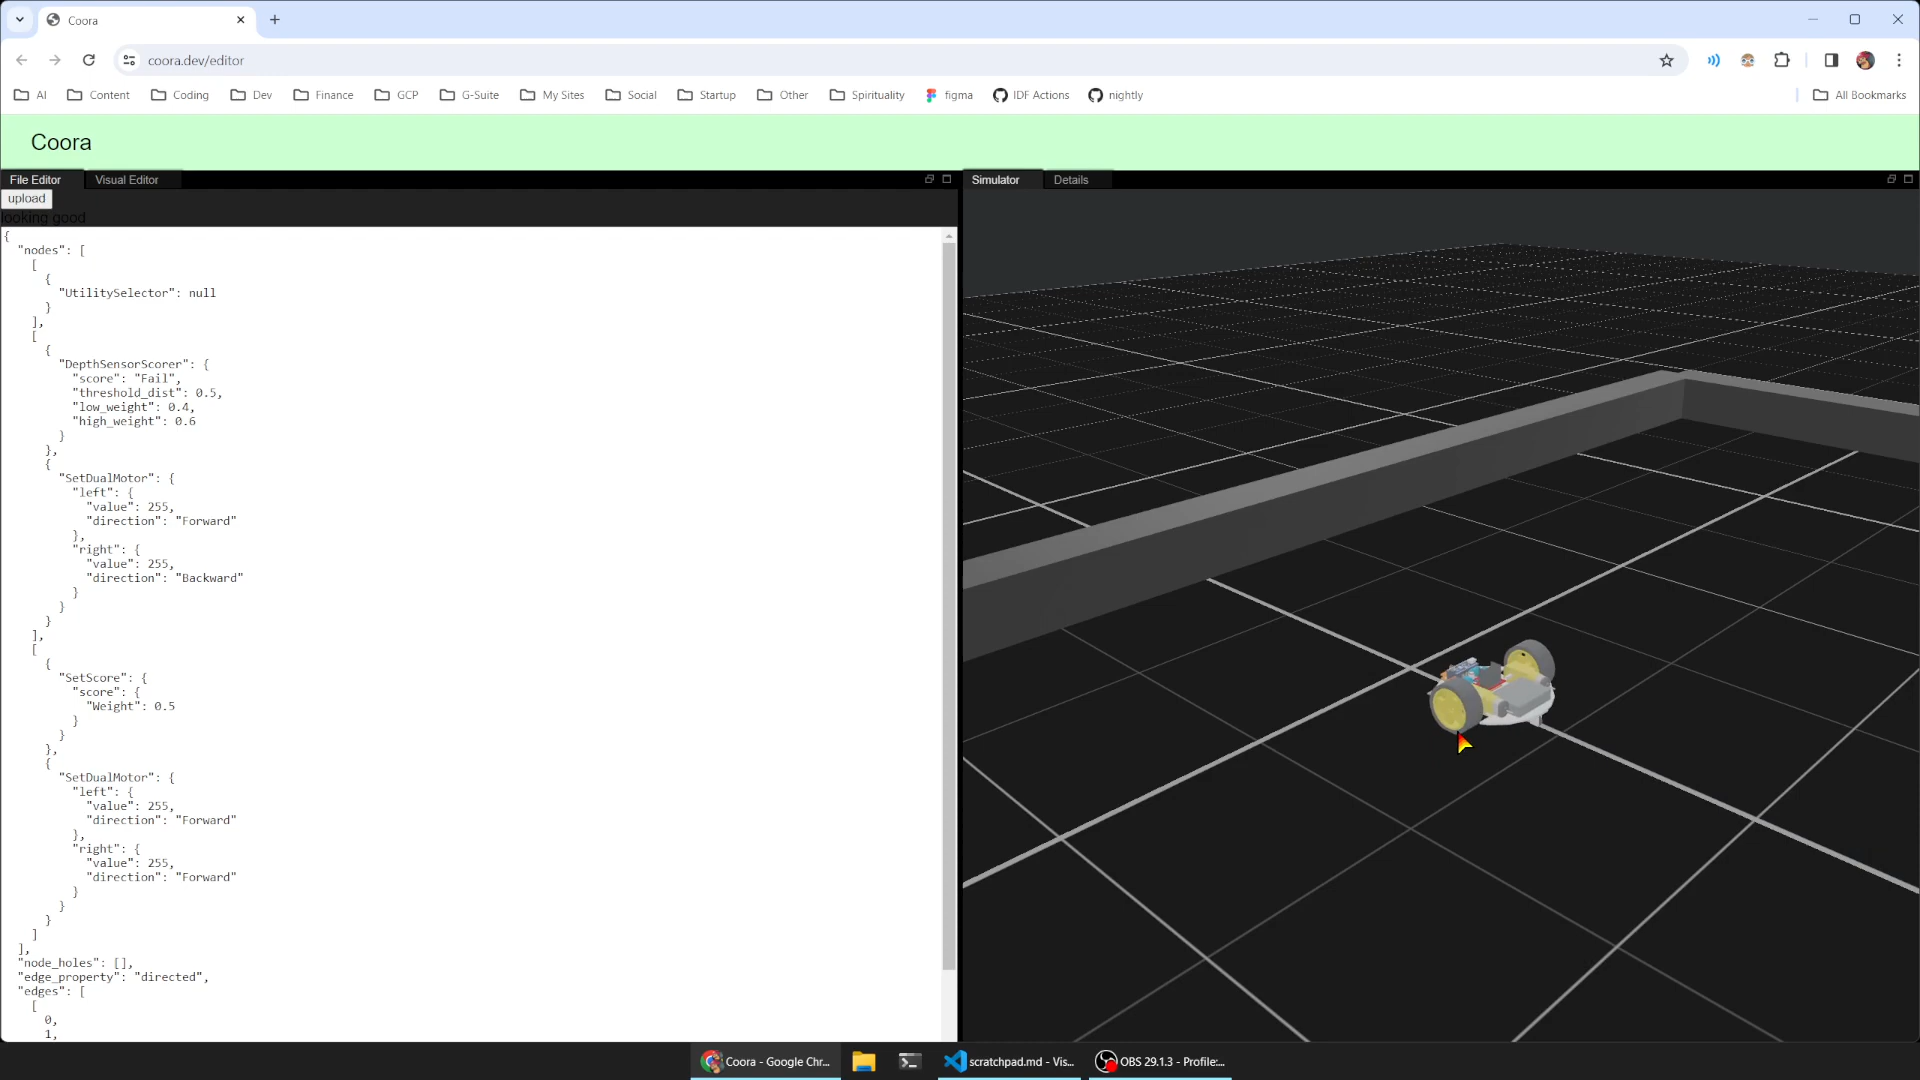 Coora
coora.dev/editor
AI Content Coding Dev Finance GCP G-Suite My Sites Social Startup Other Spirituality figma IDF Actions nightly All Bookmarks
Coora
File Editor Visual Editor
Simulator Details
upload
looking good
{
"nodes": [
[
{
"UtilitySelector": null
}
],
[
{
"DepthSensorScorer": {
"score": "Fail",
"threshold_dist": 0.5,
"low_weight": 0.4,
"high_weight": 0.6
}
},
{
"SetDualMotor": {
"left": {
"value": 255,
"direction": "Forward"
},
"right": {
"value": 255,
"direction": "Backward"
}
}
}
],
[
{
"SetScore": {
"score": {
"Weight": 0.5
}
}
},
{
"SetDualMotor": {
"left": {
"value": 255,
"direction": "Forward"
},
"right": {
"value": 255,
"direction": "Forward"
}
}
}
]
],
"node_holes": [],
"edge_property": "directed",
"edges": [
[
0,
1,
Coora - Google Chr... scratchpad.md - Vis... OBS 29.1.3 - Profile:...